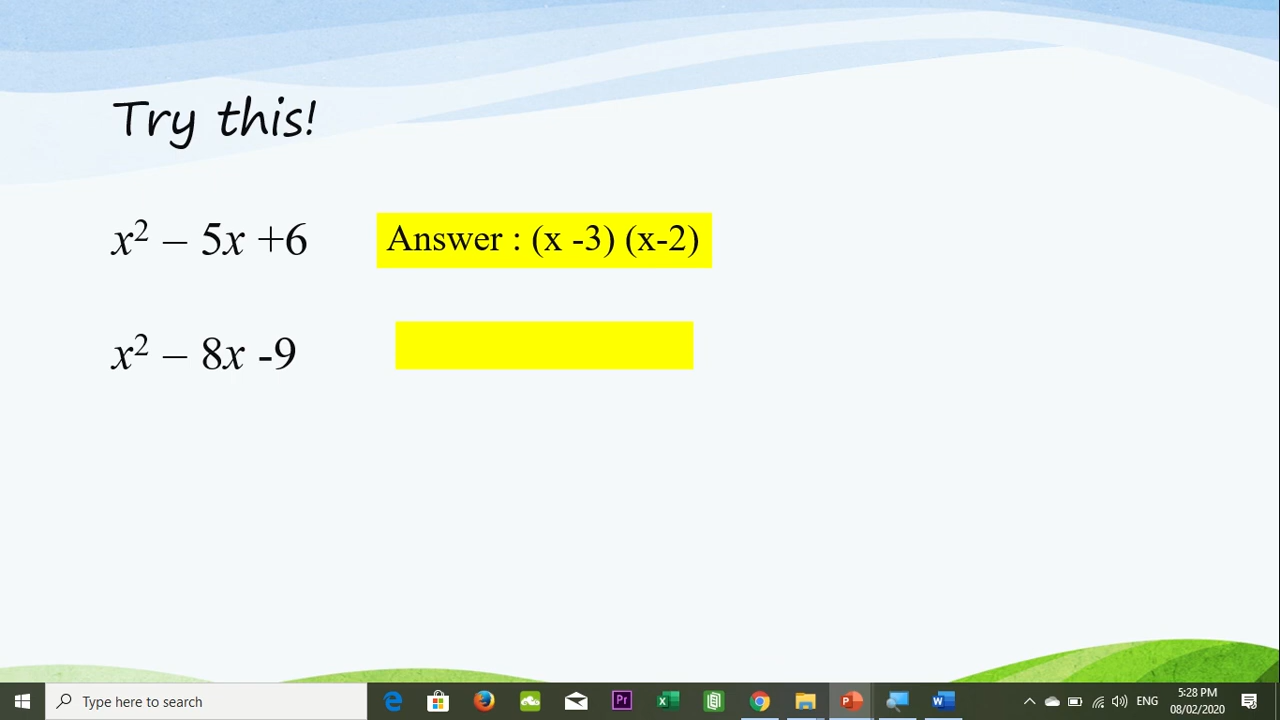 Try this!
x² – 5x +6
Answer : (x -3) (x-2)
x² – 8x -9
Type here to search
Pr
ENG
5:28 PM
08/02/2020